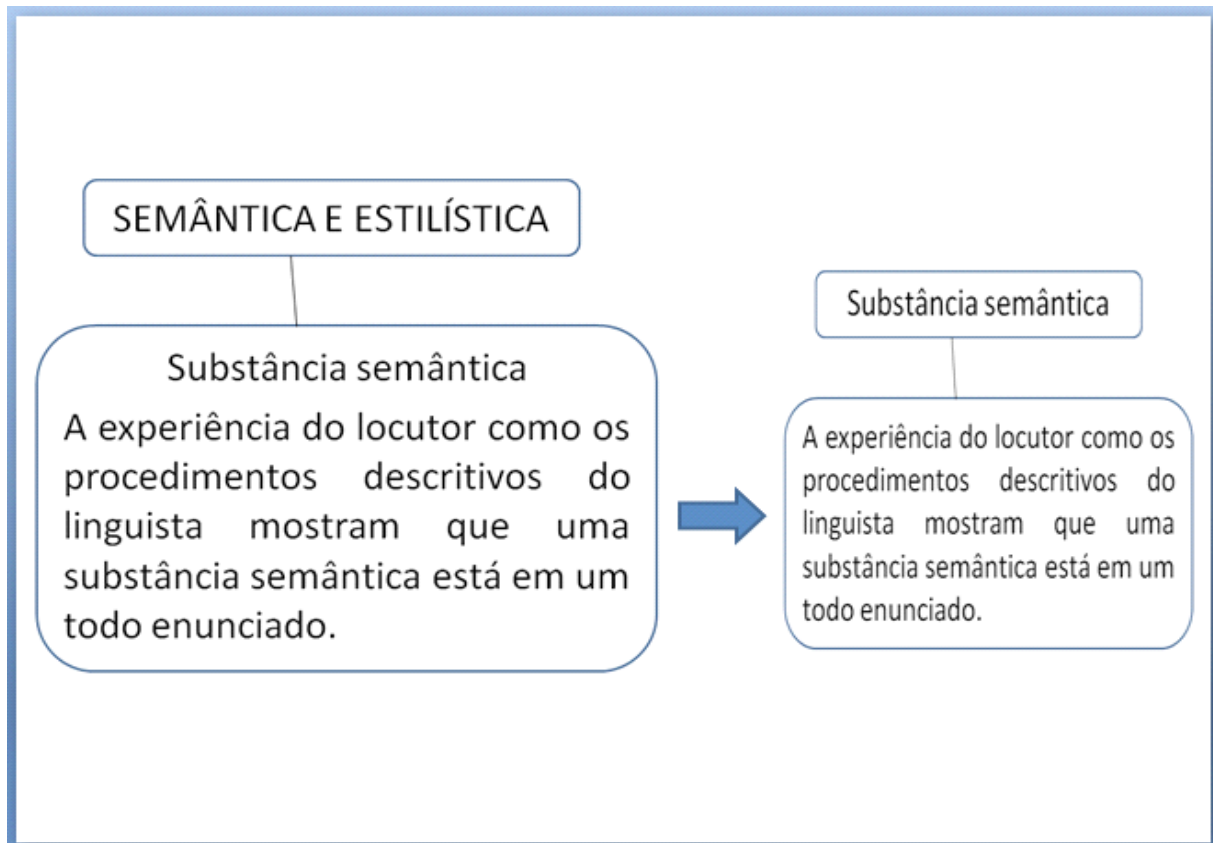 SEMÂNTICA E ESTILÍSTICA
Substância semântica
A experiência do locutor como os
procedimentos descritivos do
linguista mostram que uma
substância semântica está em um
todo enunciado.
Substância semântica
A experiência do locutor como os
procedimentos descritivos do
linguista mostram que uma
substância semântica está em um
todo enunciado.